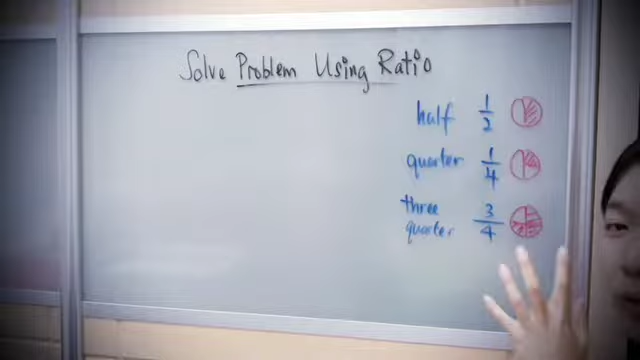 Solve Problem Using Ratio
half 1/2
quarter 1/4
three
quarter 3/4